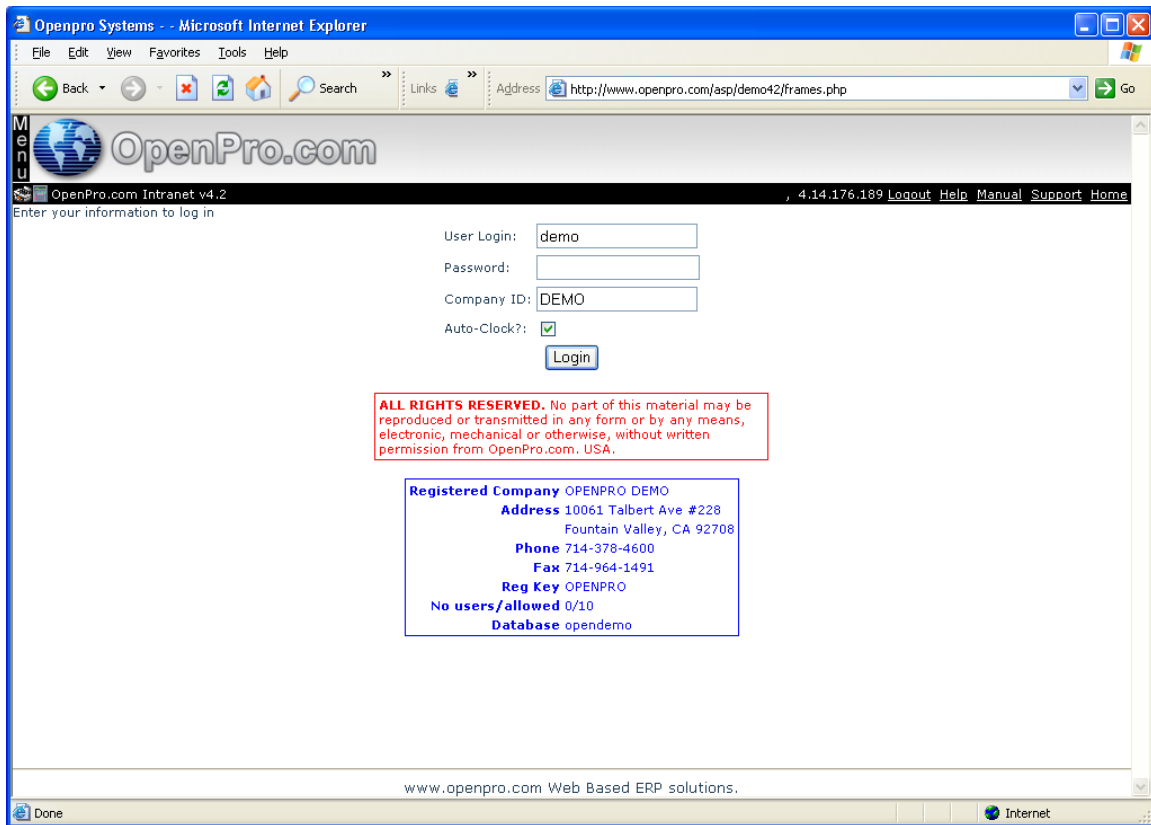 Openpro Systems - - Microsoft Internet Explorer
File Edit View Favorites Tools Help
Back Search » Links » Address http://www.openpro.com/asp/demo42/frames.php Go
Menu
OpenPro.com
OpenPro.com Intranet v4.2 , 4.14.176.189 Logout Help Manual Support Home
Enter your information to log in
User Login: demo
Password:
Company ID: DEMO
Auto-Clock?:
Login
ALL RIGHTS RESERVED. No part of this material may be
reproduced or transmitted in any form or by any means,
electronic, mechanical or otherwise, without written
permission from OpenPro.com. USA.
Registered Company OPENPRO DEMO
Address 10061 Talbert Ave #228
Fountain Valley, CA 92708
Phone 714-378-4600
Fax 714-964-1491
Reg Key OPENPRO
No users/allowed 0/10
Database opendemo
www.openpro.com Web Based ERP solutions.
Done Internet